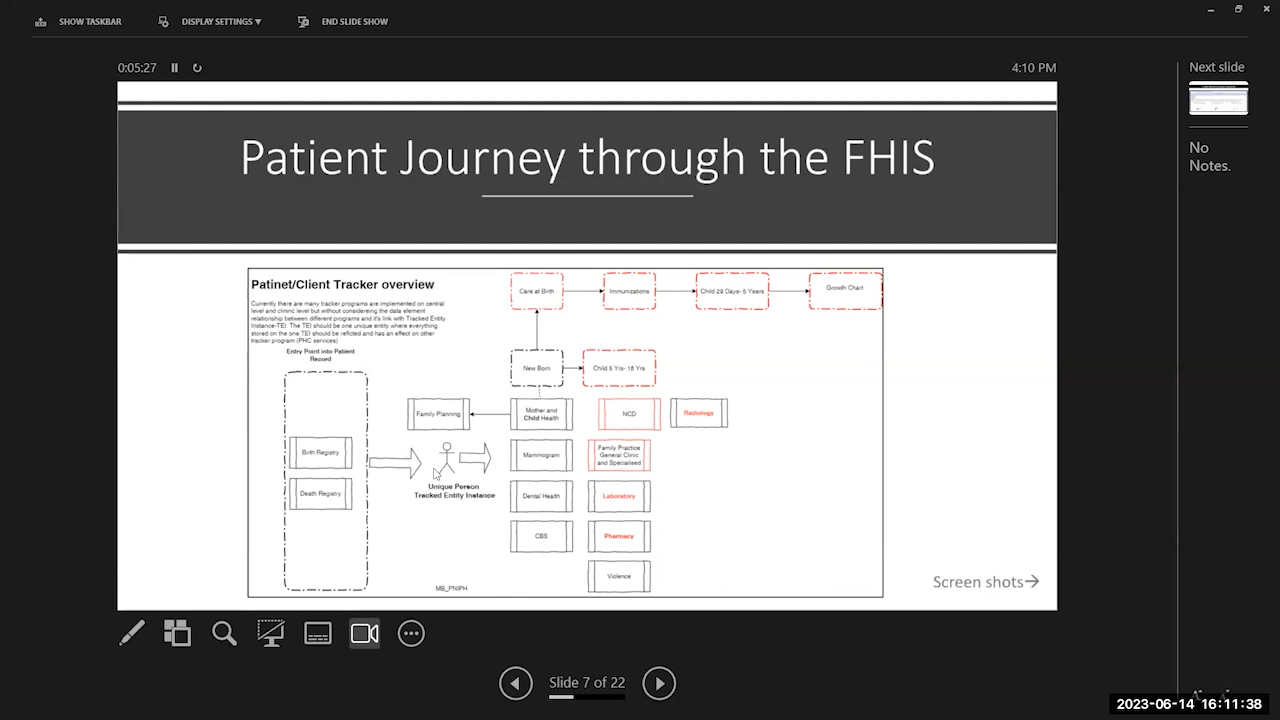 SHOW TASKBAR
DISPLAY SETTINGS ▾
END SLIDE SHOW
0:05:27
4:10 PM
Next slide
No
Notes.
Patient Journey through the FHIS
Patinet/Client Tracker overview
Currently there are many tracker programs are implemented on central
level and clininc level but without considereing the data element
relationship between different programs and it's link with Tracked Entity
Instance-TEI. The TEI should be one unique entity where everything
stored on the one TEI should be reflcted and has an effect on other
tracker program (PHC services)
Entry Point into Patient
Record
Care at Birth
Immunizations
Child 29 Days- 5 Years
Growth Chart
New Born
Child 5 Yrs- 18 Yrs
Family Planning
Mother and
Child Health
NCD
Radiology
Birth Registry
Mammogram
Family Practice
General Clinic
and Specialised
Unique Person
Tracked Entity Instance
Death Registry
Dental Health
Laboratory
CBS
Pharmacy
Violence
MB_PNIPH
Screen shots→
Slide 7 of 22
2023-06-14 16:11:38